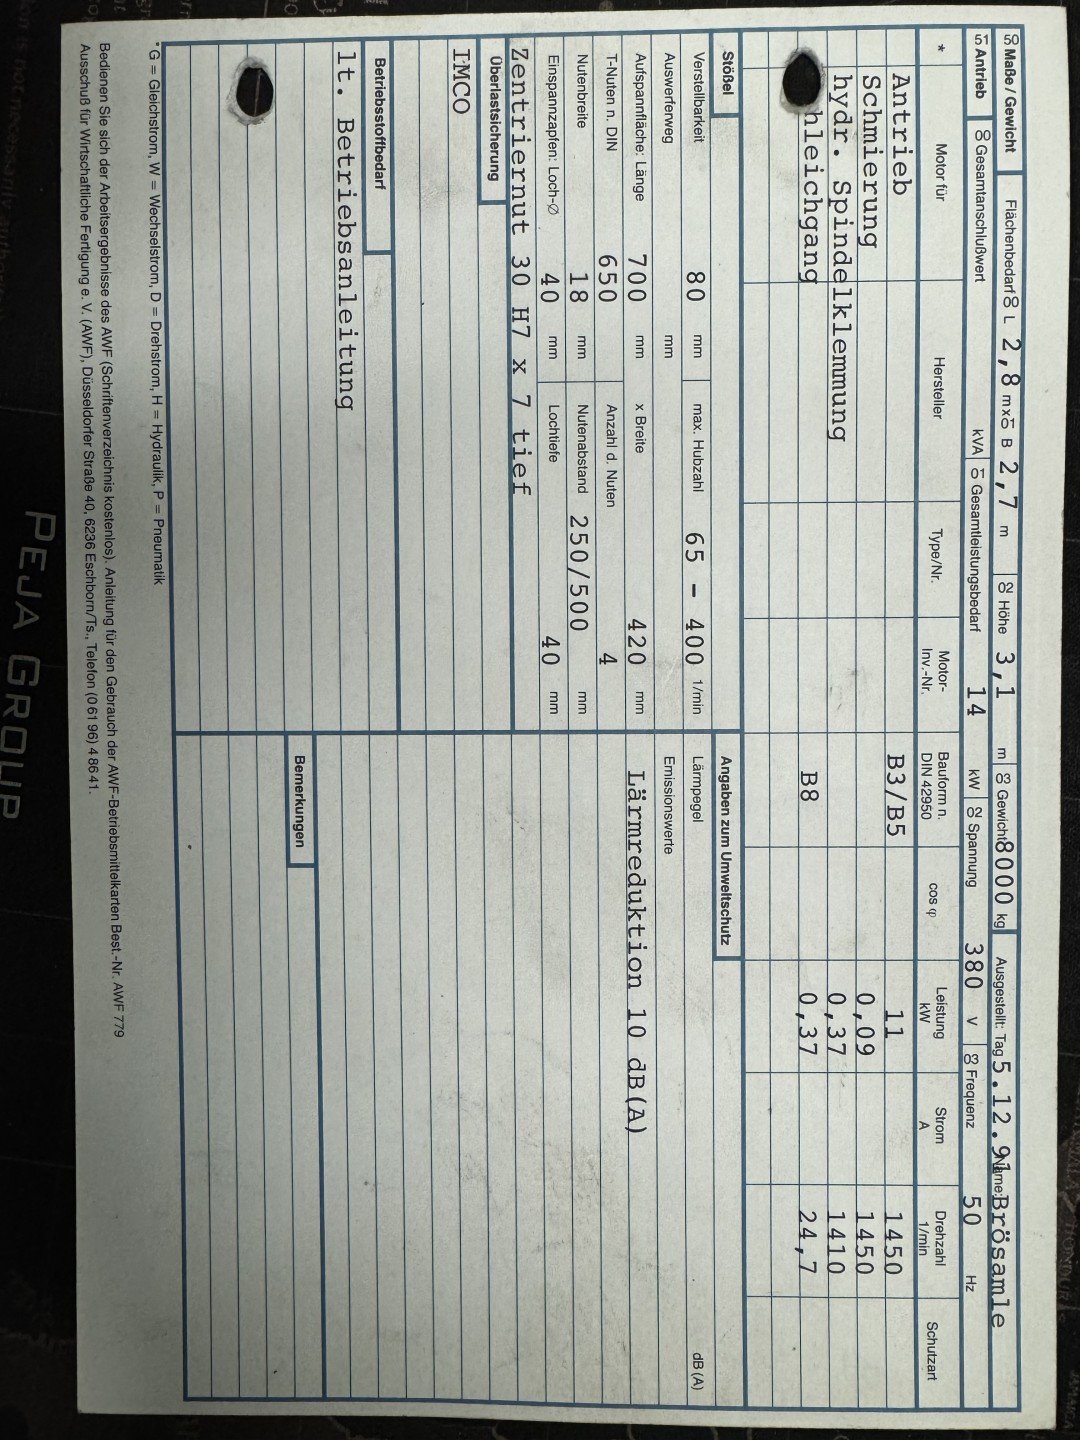 50 Maße / Gewicht Flächenbedarf 01 L 2,8 m x 01 B 2,7 m 02 Höhe 3,1 m 03 Gewicht 8000 kg Ausgestellt: Tag 5.12.91 Name: Brösamle
51 Antrieb 00 Gesamtanschlußwert kVA 01 Gesamtleistungsbedarf 14 kW 02 Spannung 380 V 03 Frequenz 50 Hz
* Motor für Hersteller Type/Nr. Motor-Inv.-Nr. Bauform n. DIN 42950 cos φ Leistung kW Strom A Drehzahl 1/min Schutzart
Antrieb B3/B5 11 1450
Schmierung 0,09 1450
hydr. Spindelklemmung 0,37 1410
hleichgang B8 0,37 24,7
Stößel
Verstellbarkeit 80 mm max. Hubzahl 65 - 400 1/min
Auswerferweg mm
Aufspannfläche: Länge 700 mm x Breite 420 mm
T-Nuten n. DIN 650 Anzahl d. Nuten 4
Nutenbreite 18 mm Nutenabstand 250/500 mm
Einspannzapfen: Loch-Ø 40 mm Lochtiefe 40 mm
Zentriernut 30 H7 x 7 tief
Überlastsicherung
IMCO
Betriebsstoffbedarf
lt. Betriebsanleitung
Angaben zum Umweltschutz
Lärmpegel dB (A)
Emissionswerte
Lärmreduktion 10 dB(A)
Bemerkungen
*G = Gleichstrom, W = Wechselstrom, D = Drehstrom, H = Hydraulik, P = Pneumatik
Bedienen Sie sich der Arbeitsergebnisse des AWF (Schriftenverzeichnis kostenlos). Anleitung für den Gebrauch der AWF-Betriebsmittelkarten Best.-Nr. AWF 779
Ausschuß für Wirtschaftliche Fertigung e. V. (AWF), Düsseldorfer Straße 40, 6236 Eschborn/Ts., Telefon (0 61 96) 4 86 41.
PEJA GROUP